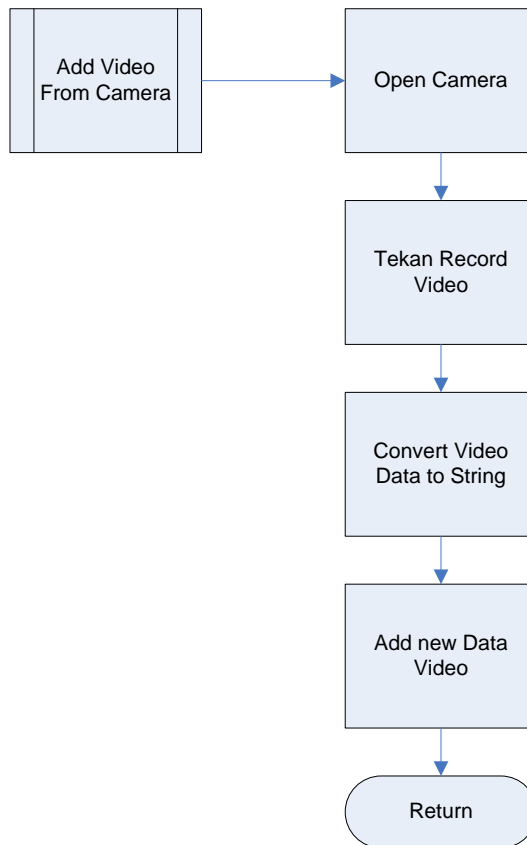 Add Video
From Camera
Open Camera
Tekan Record
Video
Convert Video
Data to String
Add new Data
Video
Return